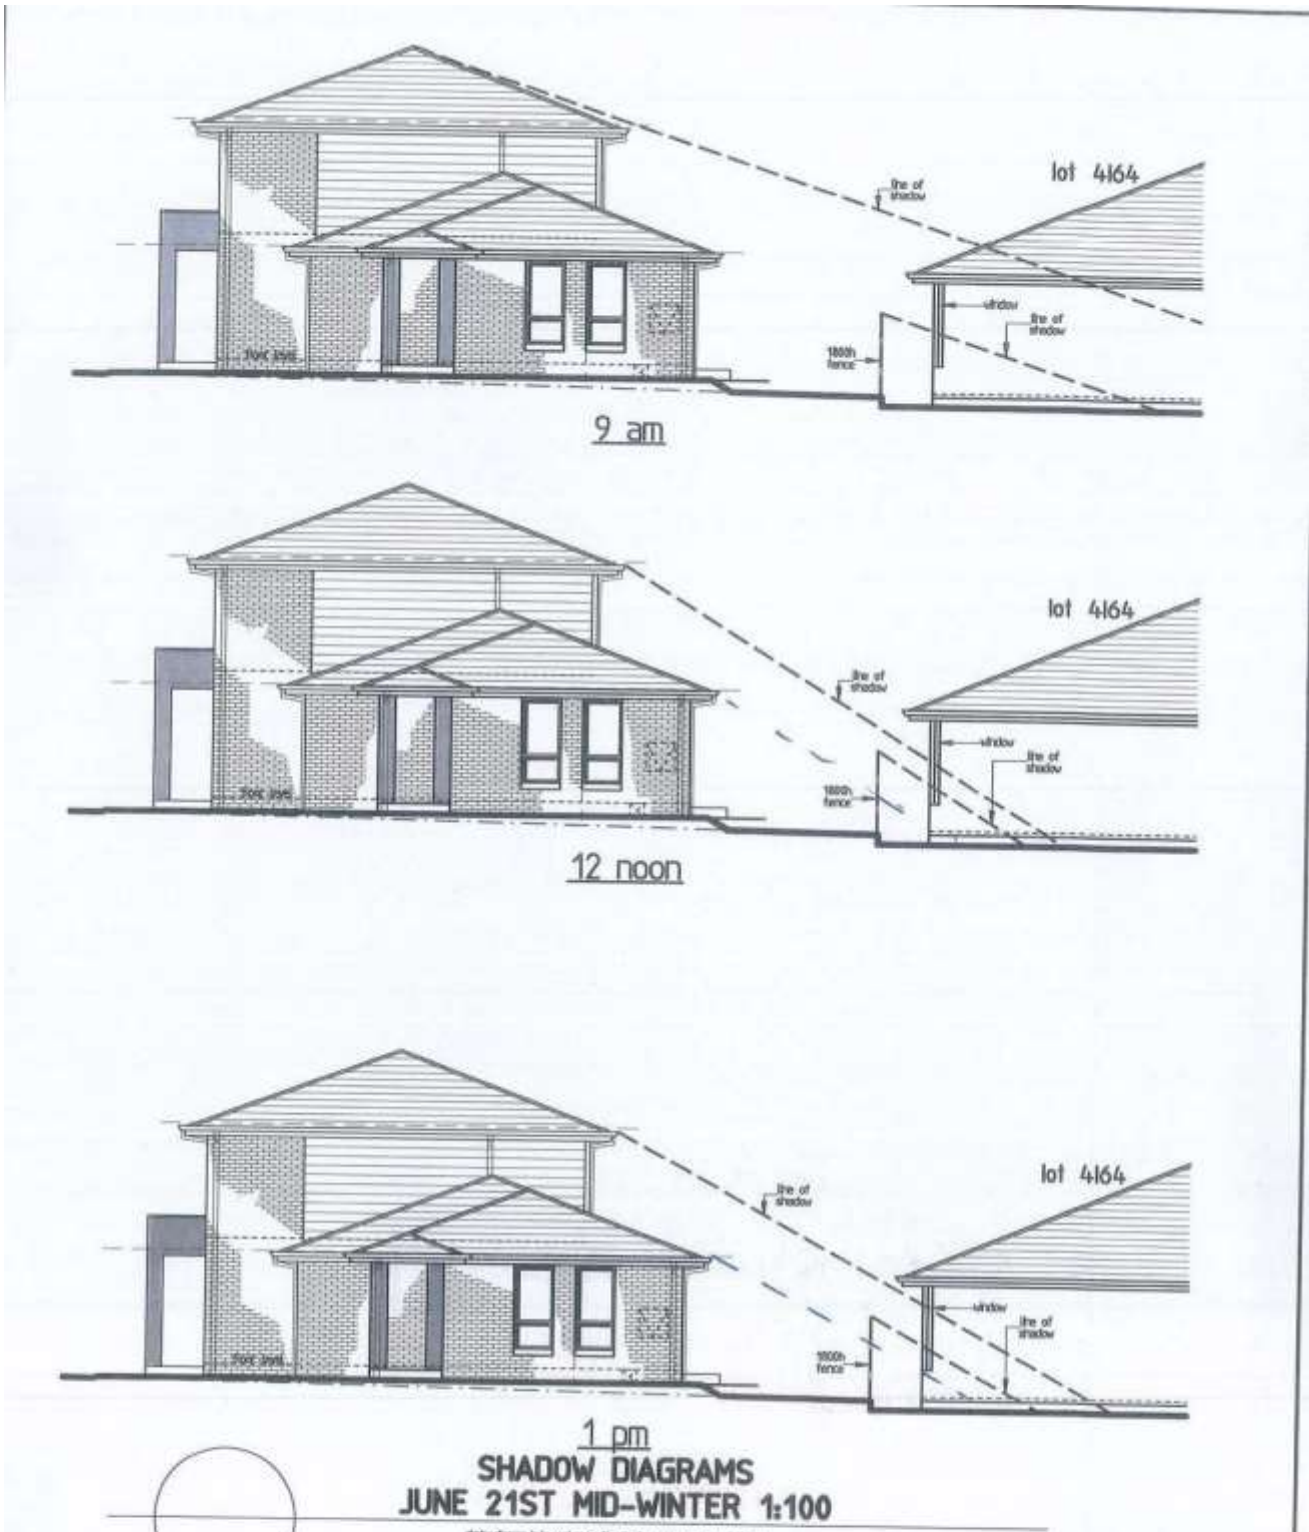 line of
shadow
lot 4164
window
line of
shadow
1800h
fence
floor level
9 am
lot 4164
line of
shadow
window
line of
shadow
1800h
fence
floor level
12 noon
lot 4164
line of
shadow
window
line of
shadow
1800h
fence
floor level
1 pm
SHADOW DIAGRAMS
JUNE 21ST MID-WINTER 1:100